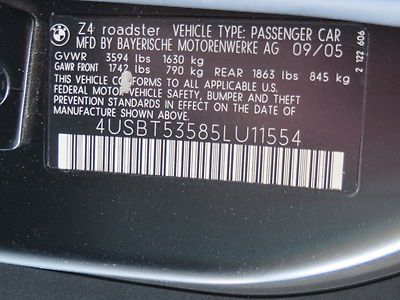 Z4 roadster VEHICLE TYPE: PASSENGER CAR
MFD BY BAYERISCHE MOTORENWERKE AG 09/05
GVWR 3594 lbs 1630 kg
GAWR FRONT 1742 lbs 790 kg REAR 1863 lbs 845 kg
THIS VEHICLE CONFORMS TO ALL APPLICABLE U.S.
FEDERAL MOTOR VEHICLE SAFETY, BUMPER, AND
THEFT PREVENTION STANDARDS IN EFFECT ON THE
DATE OF MANUFACTURE SHOWN ABOVE.
4USBT53585LU11554
2 122 606